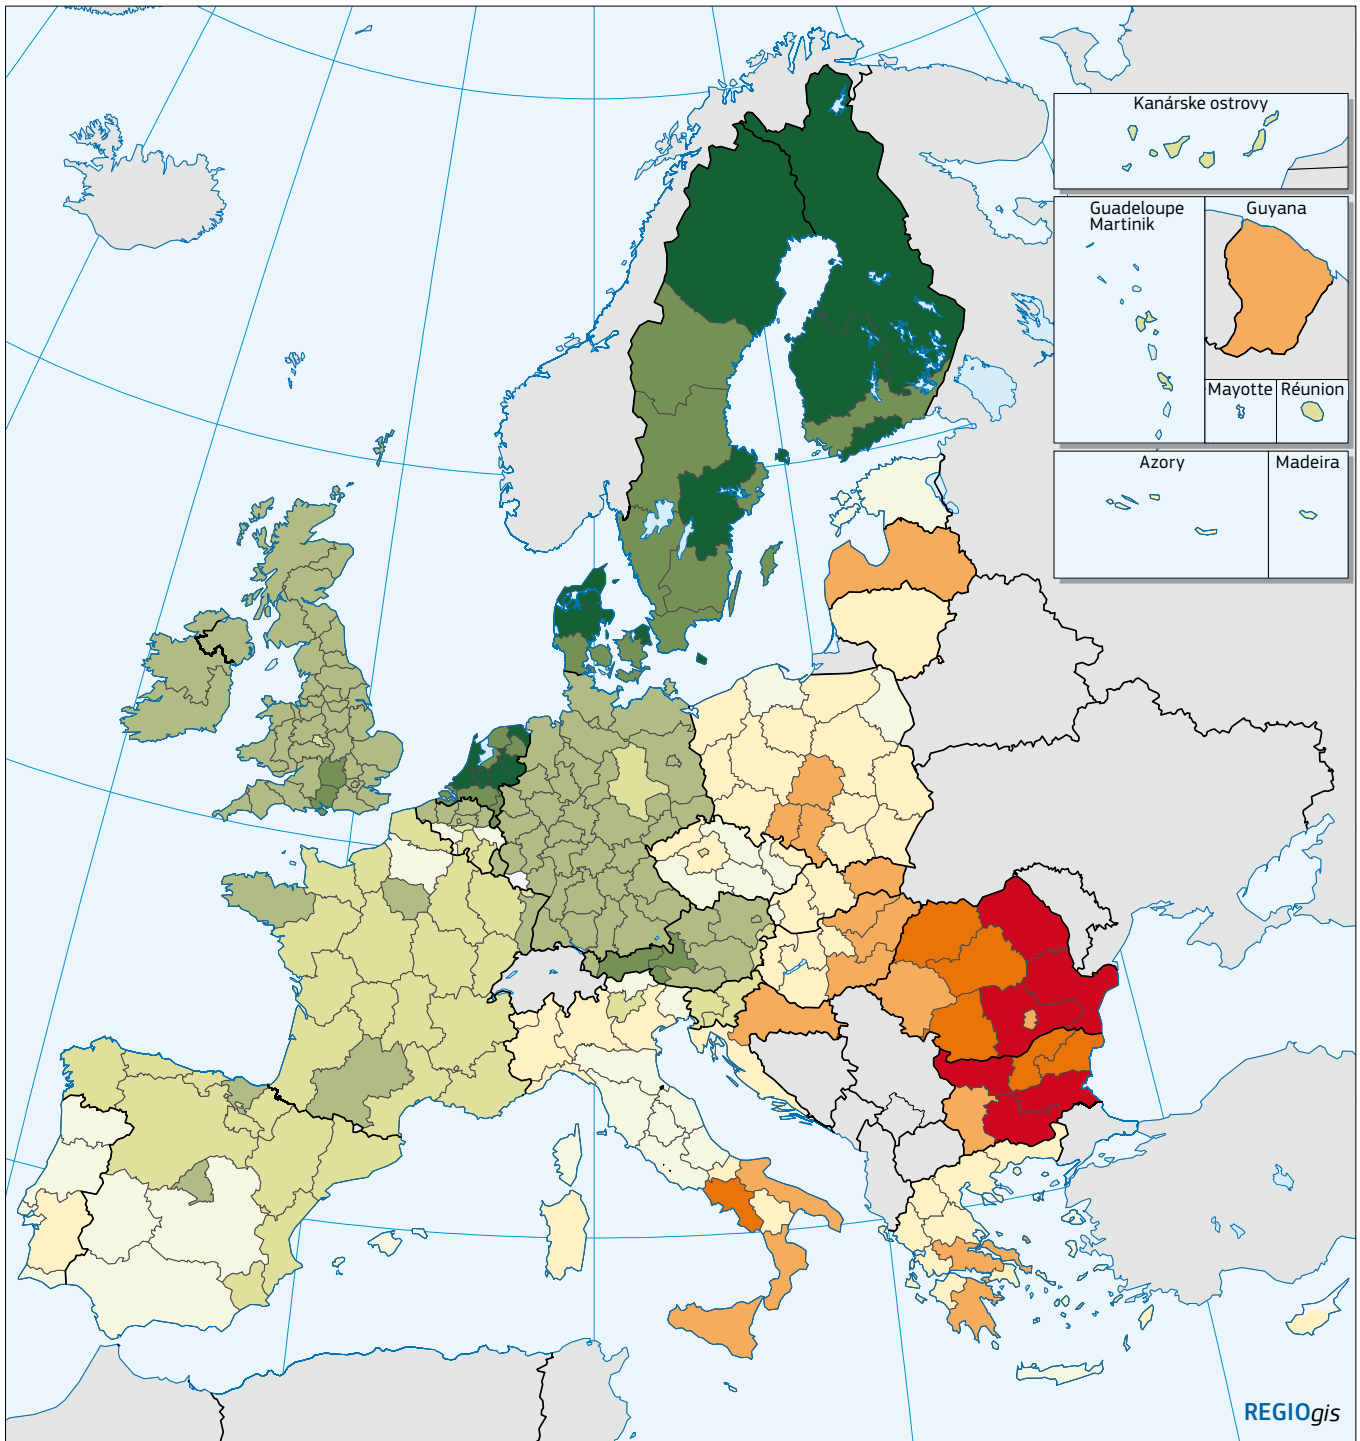 Kanárske ostrovy
Guadeloupe
Martinik
Guyana
Mayotte
Réunion
Azory
Madeira
REGIOgis